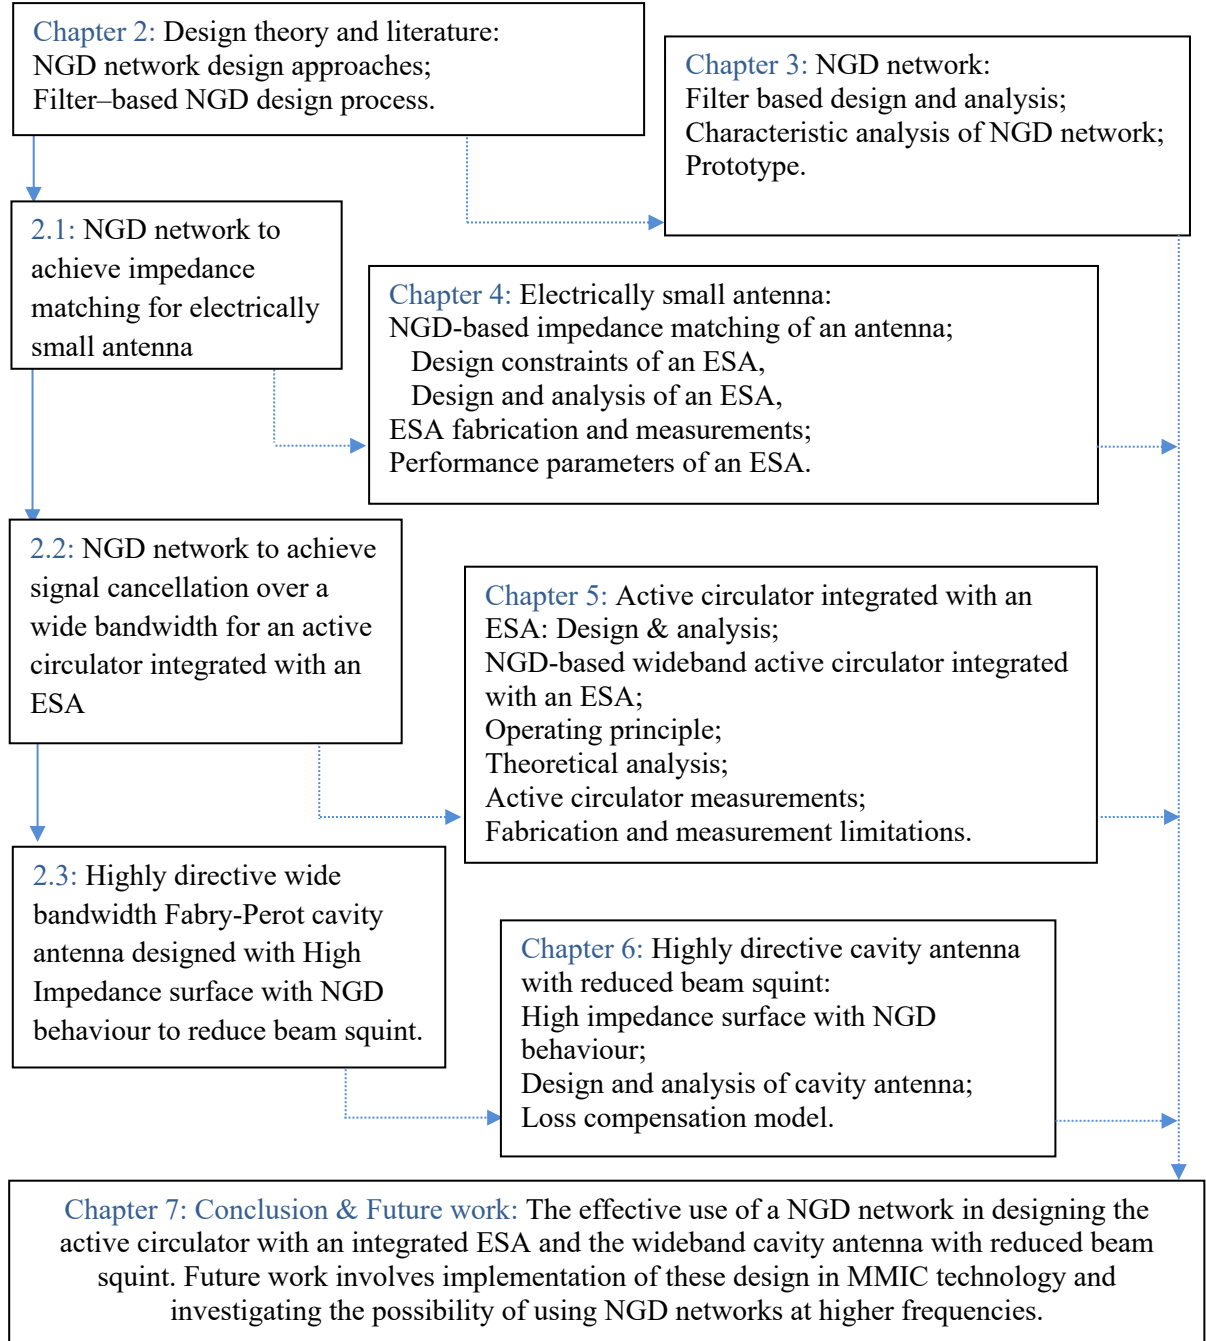 Chapter 2: Design theory and literature:
NGD network design approaches;
Filter–based NGD design process.
Chapter 3: NGD network:
Filter based design and analysis;
Characteristic analysis of NGD network;
Prototype.
2.1: NGD network to
achieve impedance
matching for electrically
small antenna
Chapter 4: Electrically small antenna:
NGD-based impedance matching of an antenna;
Design constraints of an ESA,
Design and analysis of an ESA,
ESA fabrication and measurements;
Performance parameters of an ESA.
2.2: NGD network to achieve
signal cancellation over a
wide bandwidth for an active
circulator integrated with an
ESA
Chapter 5: Active circulator integrated with an
ESA: Design & analysis;
NGD-based wideband active circulator integrated
with an ESA;
Operating principle;
Theoretical analysis;
Active circulator measurements;
Fabrication and measurement limitations.
2.3: Highly directive wide
bandwidth Fabry-Perot cavity
antenna designed with High
Impedance surface with NGD
behaviour to reduce beam squint.
Chapter 6: Highly directive cavity antenna
with reduced beam squint:
High impedance surface with NGD
behaviour;
Design and analysis of cavity antenna;
Loss compensation model.
Chapter 7: Conclusion & Future work: The effective use of a NGD network in designing the
active circulator with an integrated ESA and the wideband cavity antenna with reduced beam
squint. Future work involves implementation of these design in MMIC technology and
investigating the possibility of using NGD networks at higher frequencies.